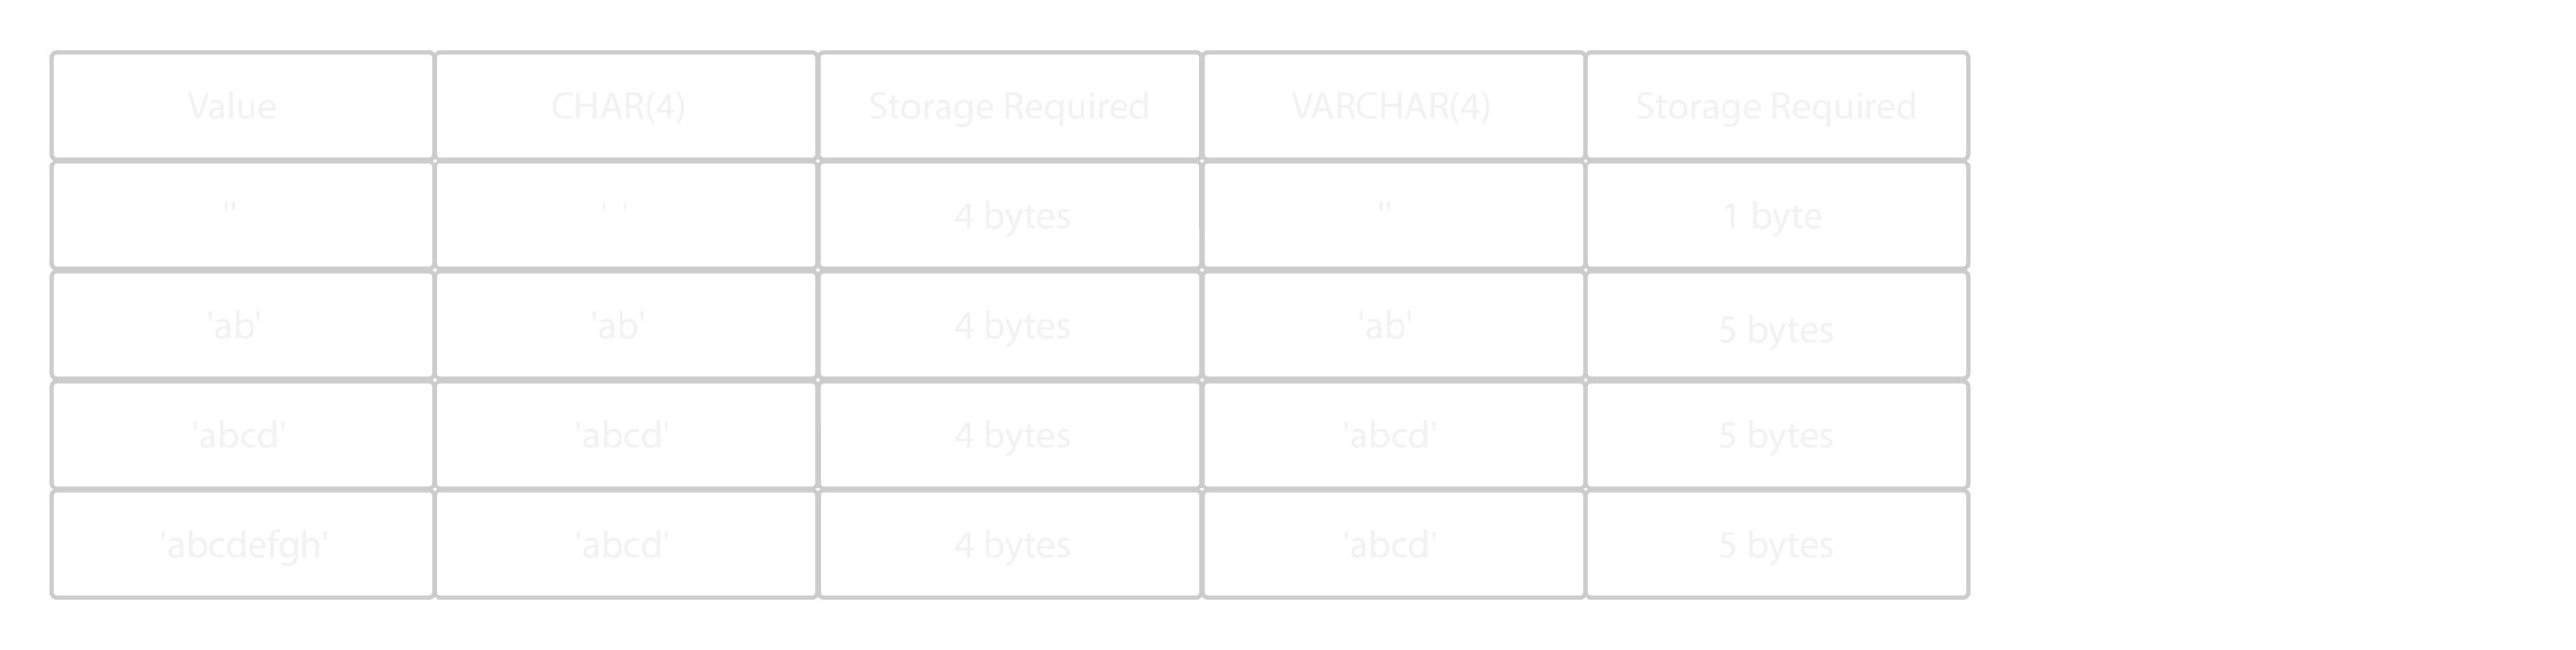 Value CHAR(4) Storage Required VARCHAR(4) Storage Required
'' ' ' 4 bytes '' 1 byte
'ab' 'ab' 4 bytes 'ab' 5 bytes
'abcd' 'abcd' 4 bytes 'abcd' 5 bytes
'abcdefgh' 'abcd' 4 bytes 'abcd' 5 bytes